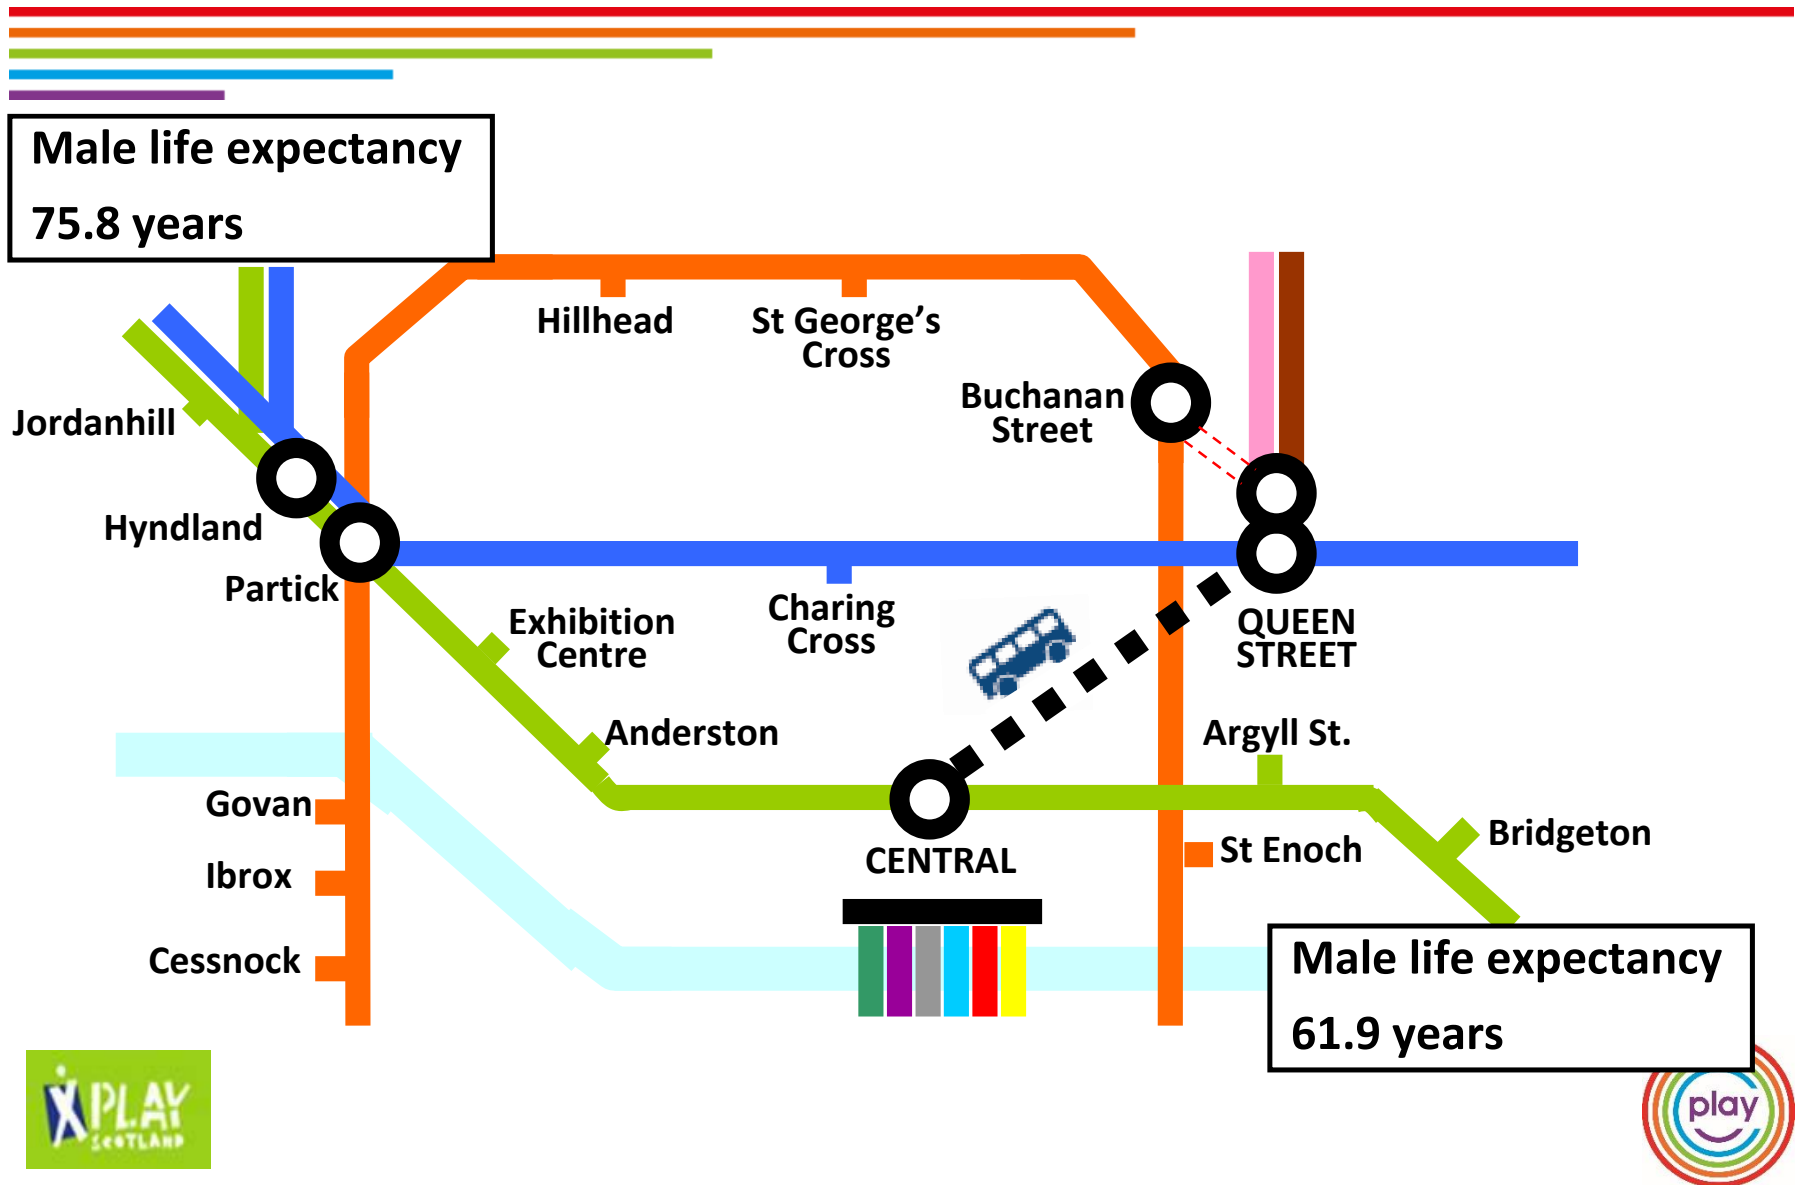 Male life expectancy
75.8 years
Hillhead
St George’s
Cross
Buchanan
Street
Jordanhill
Hyndland
Partick
Exhibition
Centre
Charing
Cross
QUEEN
STREET
Anderston
Argyll St.
Govan
Ibrox
Cessnock
CENTRAL
St Enoch
Bridgeton
Male life expectancy
61.9 years
PLAY
SCOTLAND
play